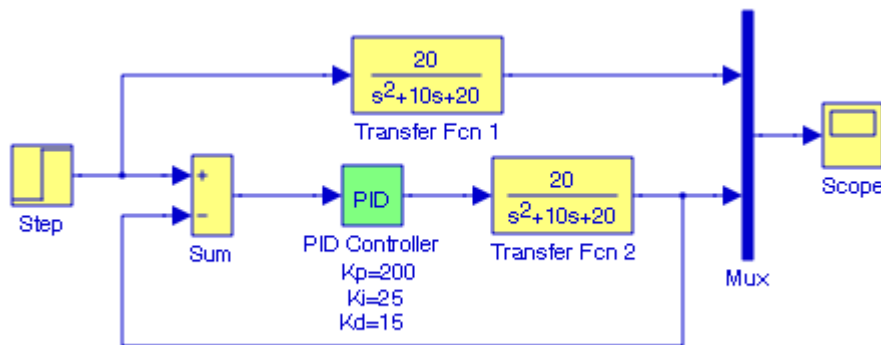 20
s²+10s+20
Transfer Fcn 1
Step
+
−
Sum
PID
PID Controller
Kp=200
Ki=25
Kd=15
20
s²+10s+20
Transfer Fcn 2
Mux
Scope